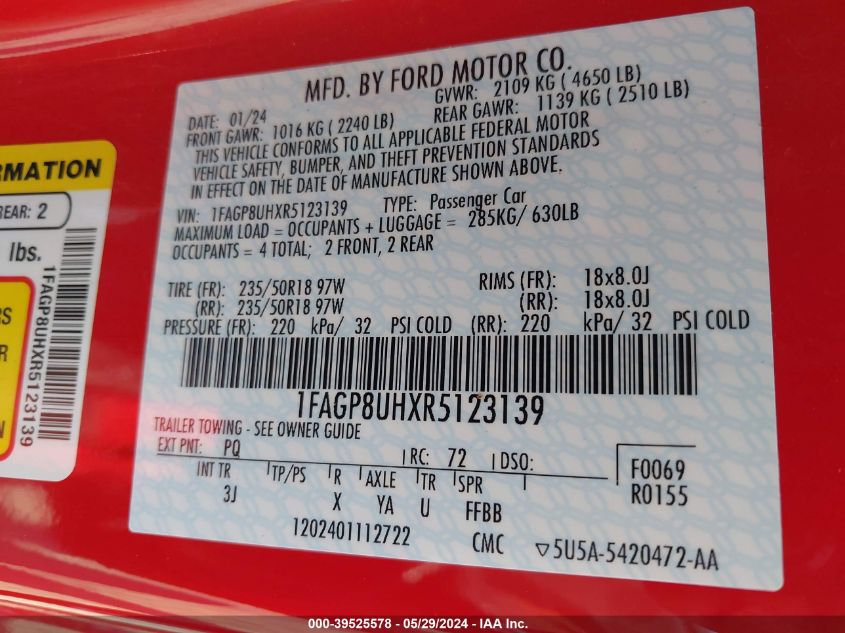 MFD. BY FORD MOTOR CO.
DATE: 01/24 GVWR: 2109 KG ( 4650 LB)
FRONT GAWR: 1016 KG ( 2240 LB) REAR GAWR: 1139 KG ( 2510 LB)
THIS VEHICLE CONFORMS TO ALL APPLICABLE FEDERAL MOTOR
VEHICLE SAFETY, BUMPER, AND THEFT PREVENTION STANDARDS
IN EFFECT ON THE DATE OF MANUFACTURE SHOWN ABOVE.
VIN: 1FAGP8UHXR5123139 TYPE: Passenger Car
MAXIMUM LOAD = OCCUPANTS + LUGGAGE = 285KG/ 630LB
OCCUPANTS = 4 TOTAL; 2 FRONT, 2 REAR
TIRE (FR): 235/50R18 97W RIMS (FR): 18x8.0J
(RR): 235/50R18 97W (RR): 18x8.0J
PRESSURE (FR): 220 kPa/ 32 PSI COLD (RR): 220 kPa/ 32 PSI COLD
1FAGP8UHXR5123139
TRAILER TOWING - SEE OWNER GUIDE
EXT PNT: PQ RC: 72 DSO:
INT TR TP/PS R AXLE TR SPR
3J X YA U FFBB
F0069
R0155
1202401112722 CMC ▽5U5A-5420472-AA
RMATION
REAR: 2
lbs.
1FAGP8UHXR5123139
RS
R
N
000-39525578 - 05/29/2024 - IAA Inc.